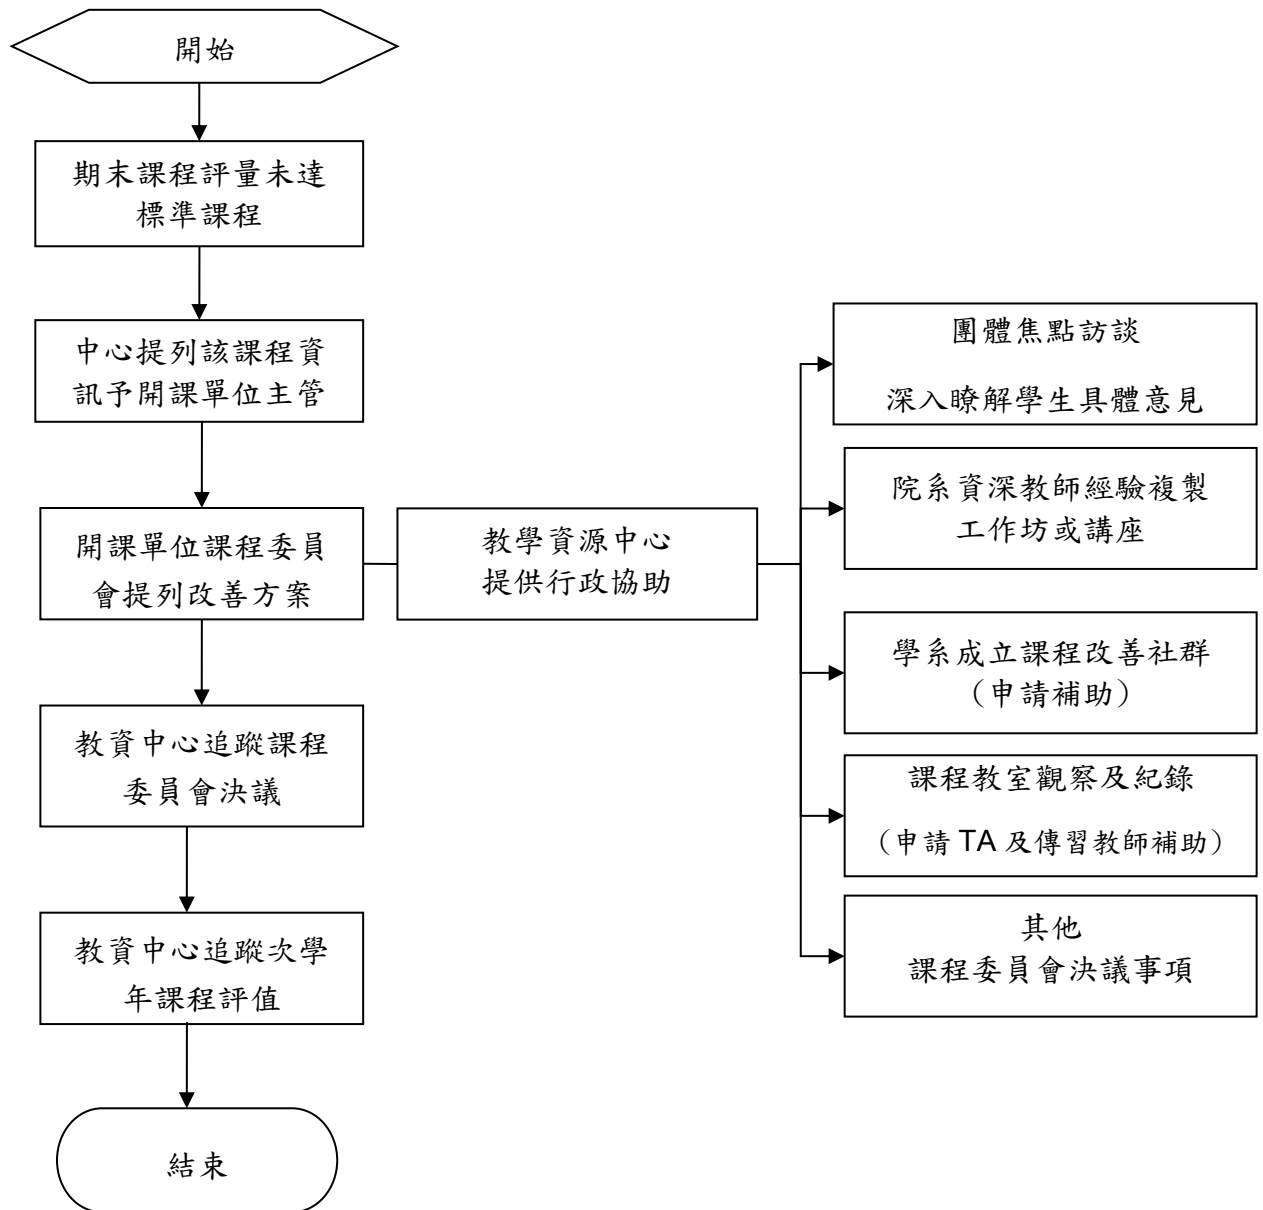 開始
期末課程評量未達
標準課程
中心提列該課程資
訊予開課單位主管
開課單位課程委員
會提列改善方案
教學資源中心
提供行政協助
團體焦點訪談
深入瞭解學生具體意見
院系資深教師經驗複製
工作坊或講座
學系成立課程改善社群
（申請補助）
課程教室觀察及紀錄
（申請 TA 及傳習教師補助）
其他
課程委員會決議事項
教資中心追蹤課程
委員會決議
教資中心追蹤次學
年課程評值
結束